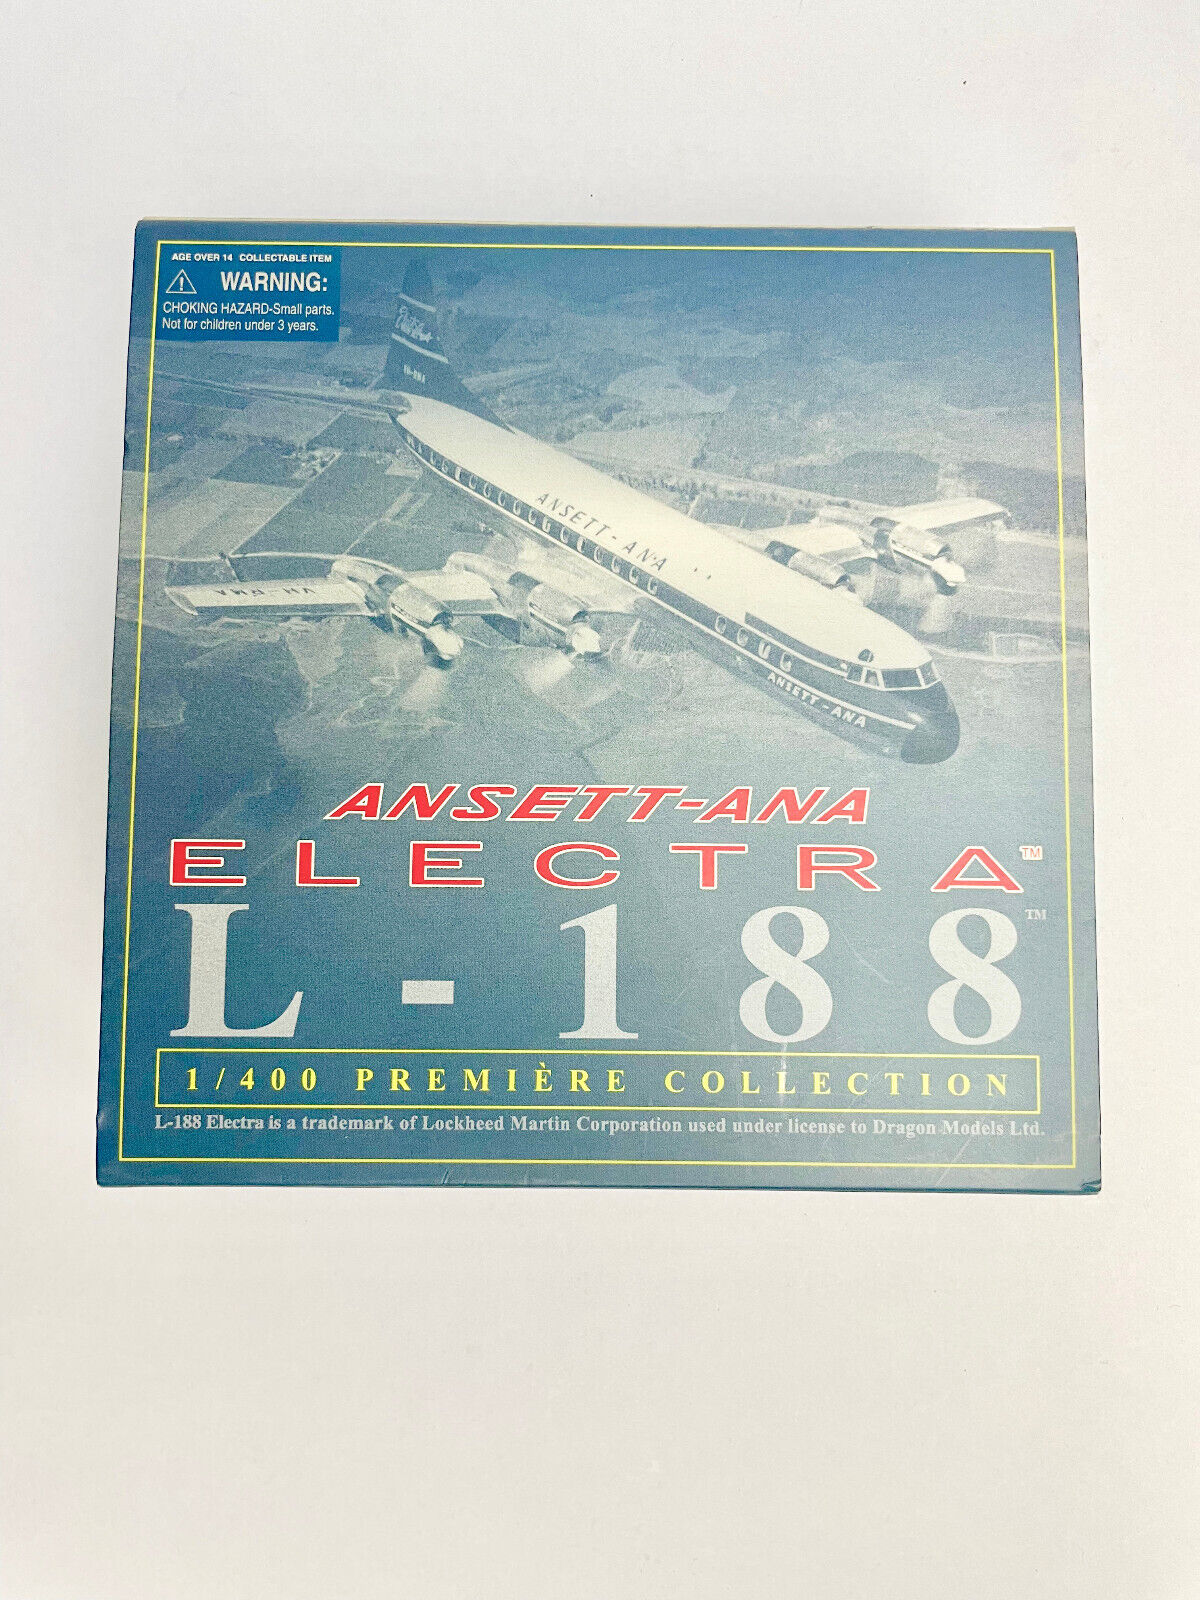 AGE OVER 14 COLLECTABLE ITEM
WARNING:
CHOKING HAZARD-Small parts.
Not for children under 3 years.
ANSETT-ANA
ANSETT-ANA
ANSETT-ANA
ELECTRA™
L-188™
1/400 PREMIÈRE COLLECTION
L-188 Electra is a trademark of Lockheed Martin Corporation used under license to Dragon Models Ltd.